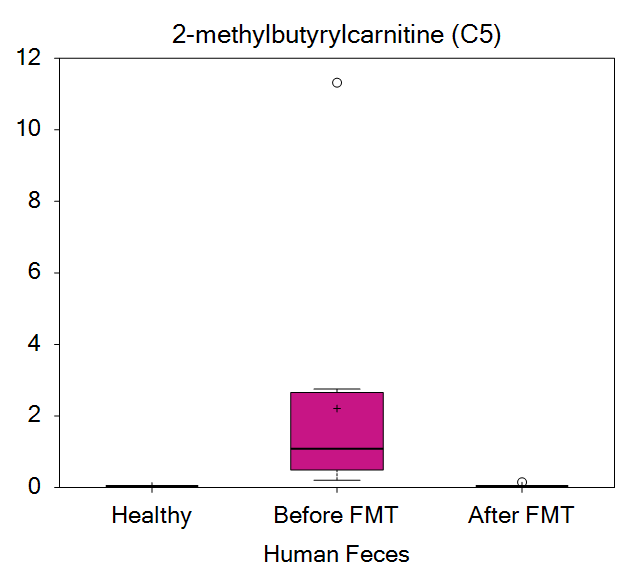 2-methylbutyrylcarnitine (C5)
12
10
8
6
4
2
0
Healthy Before FMT After FMT
Human Feces